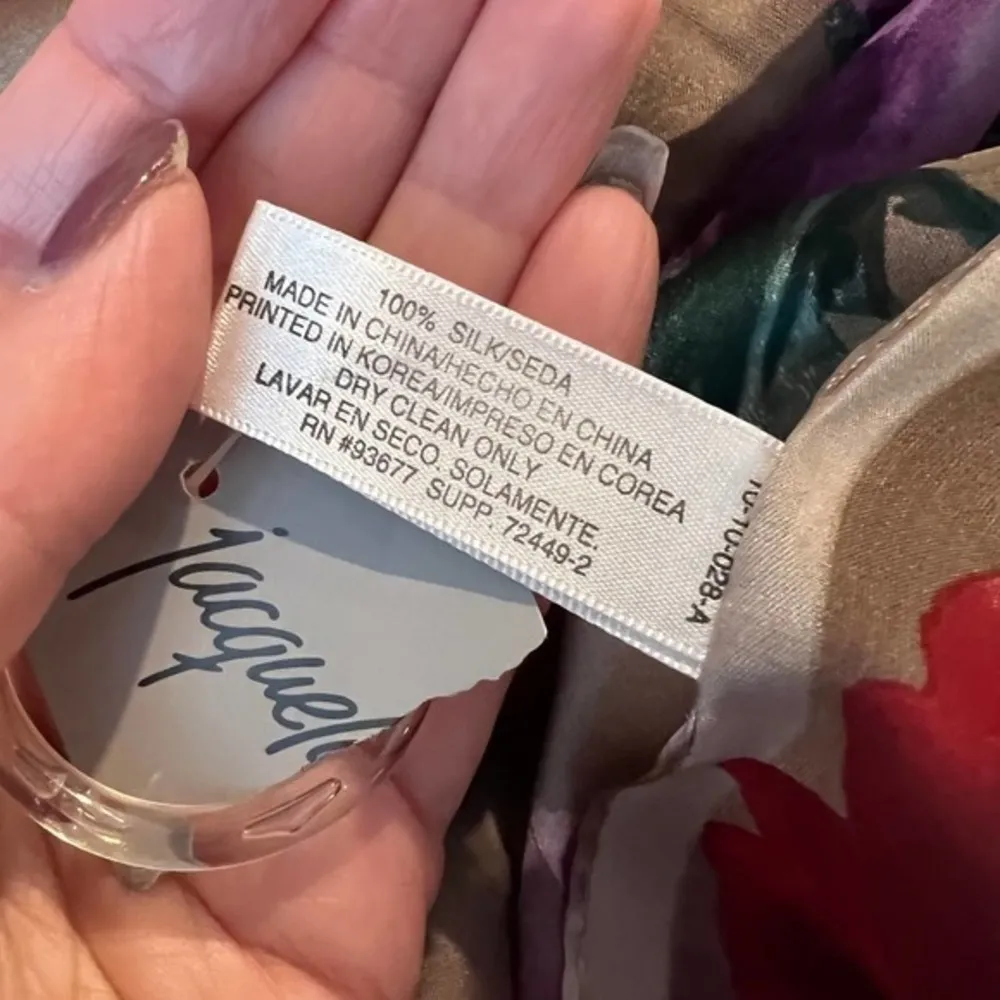 100% SILK/SEDA
MADE IN CHINA/HECHO EN CHINA
PRINTED IN KOREA/IMPRESO EN COREA
DRY CLEAN ONLY
LAVAR EN SECO. SOLAMENTE.
RN #93677 SUPP. 72449-2
10-10-028-A
jacquel